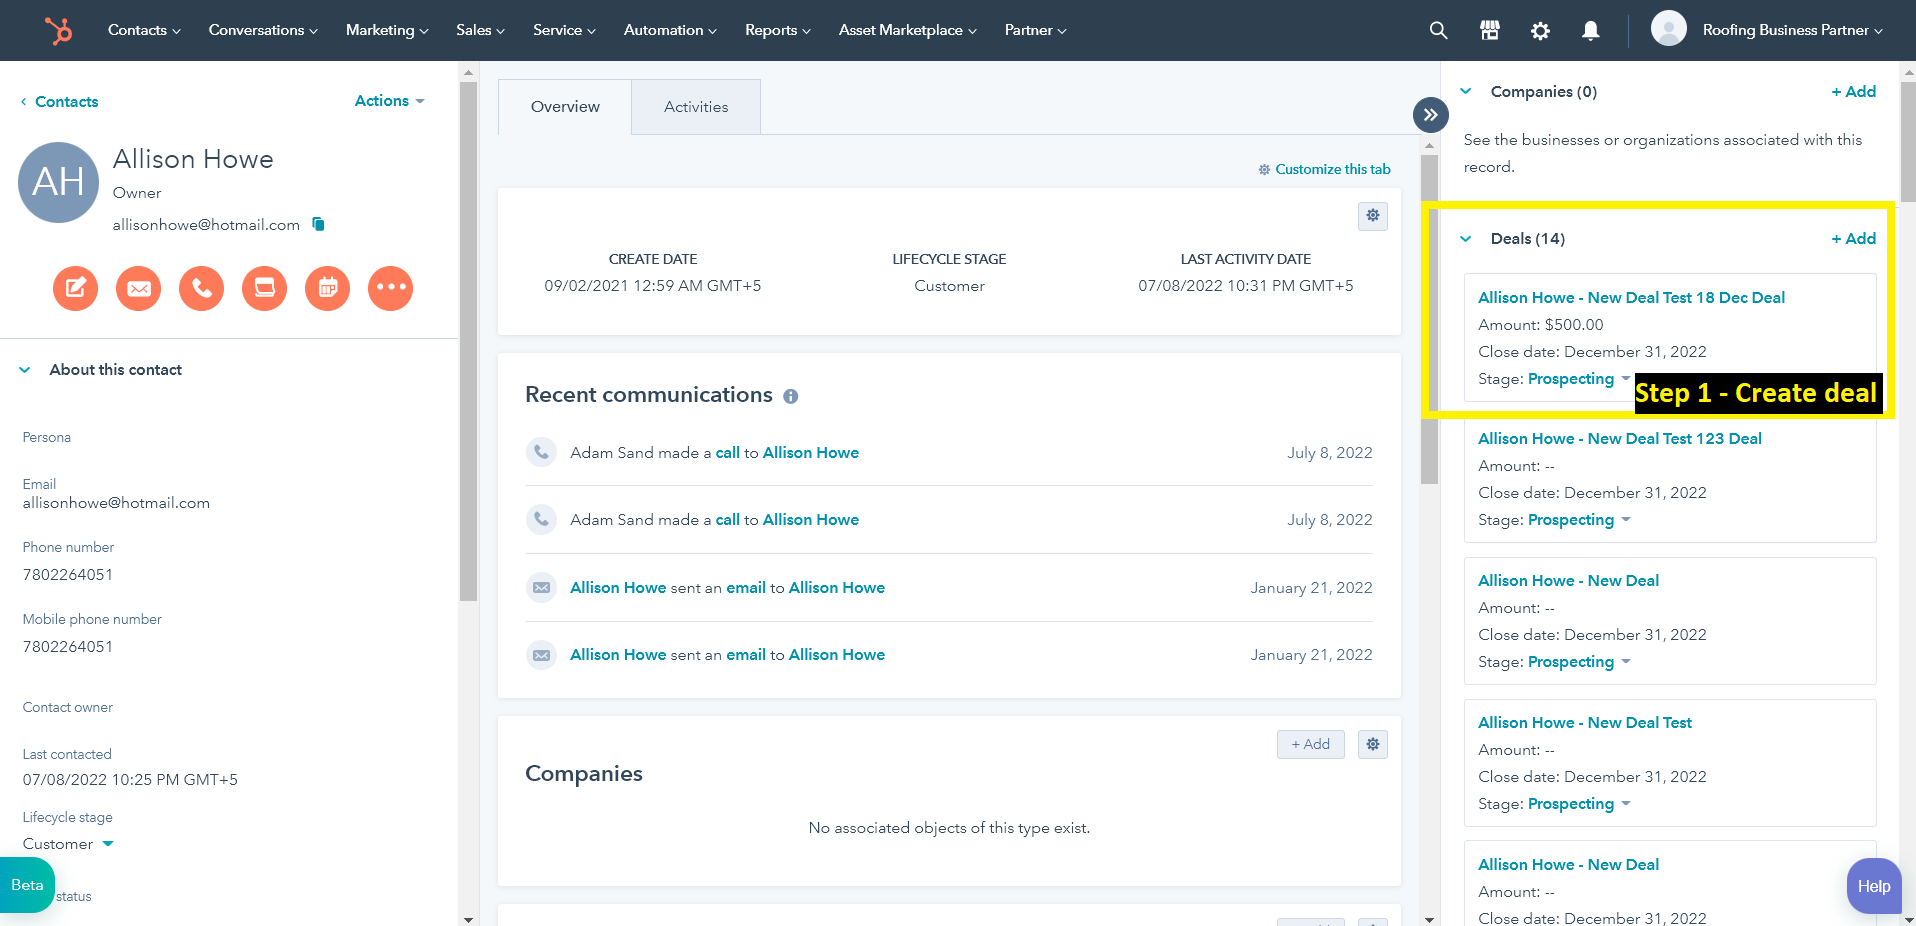 Contacts Conversations Marketing Sales Service Automation Reports Asset Marketplace Partner Roofing Business Partner
Contacts
Actions
AH
Allison Howe
Owner
allisonhowe@hotmail.com
About this contact
Persona
Email
allisonhowe@hotmail.com
Phone number
7802264051
Mobile phone number
7802264051
Contact owner
Last contacted
07/08/2022 10:25 PM GMT+5
Lifecycle stage
Customer
Beta
status
Overview
Activities
Customize this tab
CREATE DATE
09/02/2021 12:59 AM GMT+5
LIFECYCLE STAGE
Customer
LAST ACTIVITY DATE
07/08/2022 10:31 PM GMT+5
Recent communications
Adam Sand made a call to Allison Howe July 8, 2022
Adam Sand made a call to Allison Howe July 8, 2022
Allison Howe sent an email to Allison Howe January 21, 2022
Allison Howe sent an email to Allison Howe January 21, 2022
+ Add
Companies
No associated objects of this type exist.
Companies (0) + Add
See the businesses or organizations associated with this
record.
Deals (14) + Add
Allison Howe - New Deal Test 18 Dec Deal
Amount: $500.00
Close date: December 31, 2022
Stage: Prospecting
Step 1 - Create deal
Allison Howe - New Deal Test 123 Deal
Amount: --
Close date: December 31, 2022
Stage: Prospecting
Allison Howe - New Deal
Amount: --
Close date: December 31, 2022
Stage: Prospecting
Allison Howe - New Deal Test
Amount: --
Close date: December 31, 2022
Stage: Prospecting
Allison Howe - New Deal
Amount: --
Close date: December 31, 2022
Help